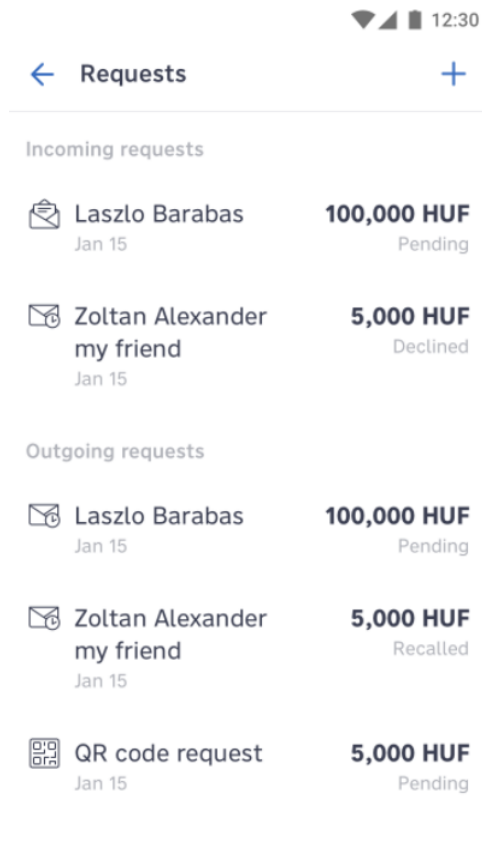 12:30
Requests
Incoming requests
Laszlo Barabas 100,000 HUF
Jan 15 Pending
Zoltan Alexander 5,000 HUF
my friend Declined
Jan 15
Outgoing requests
Laszlo Barabas 100,000 HUF
Jan 15 Pending
Zoltan Alexander 5,000 HUF
my friend Recalled
Jan 15
QR code request 5,000 HUF
Jan 15 Pending